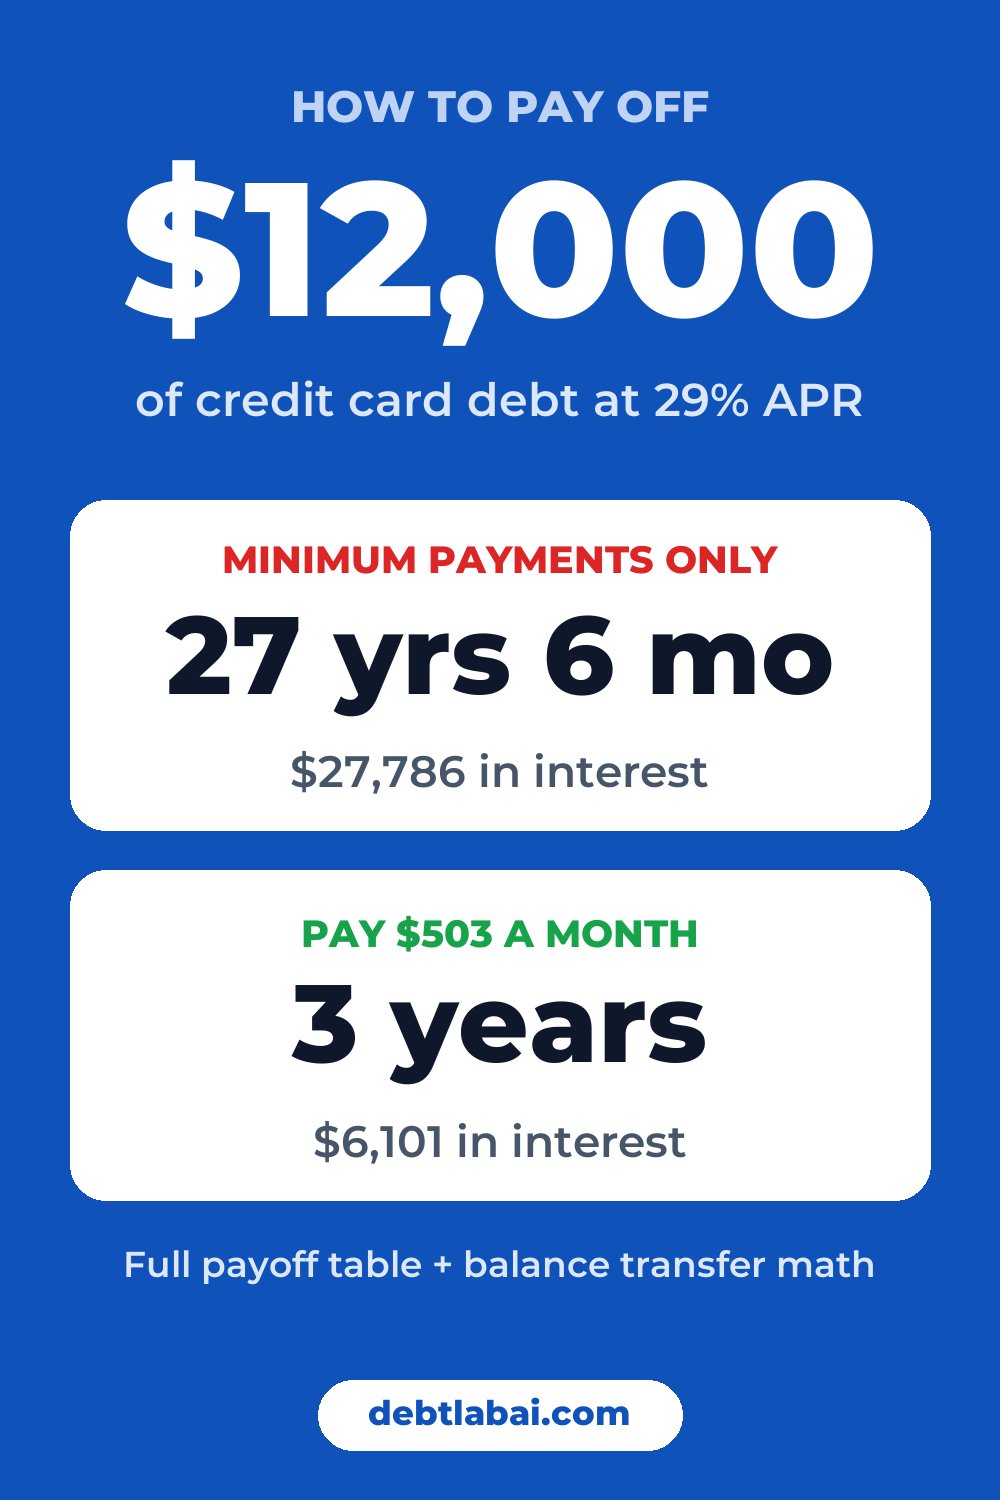 HOW TO PAY OFF
$12,000
of credit card debt at 29% APR
MINIMUM PAYMENTS ONLY
27 yrs 6 mo
$27,786 in interest
PAY $503 A MONTH
3 years
$6,101 in interest
Full payoff table + balance transfer math
debtlabai.com